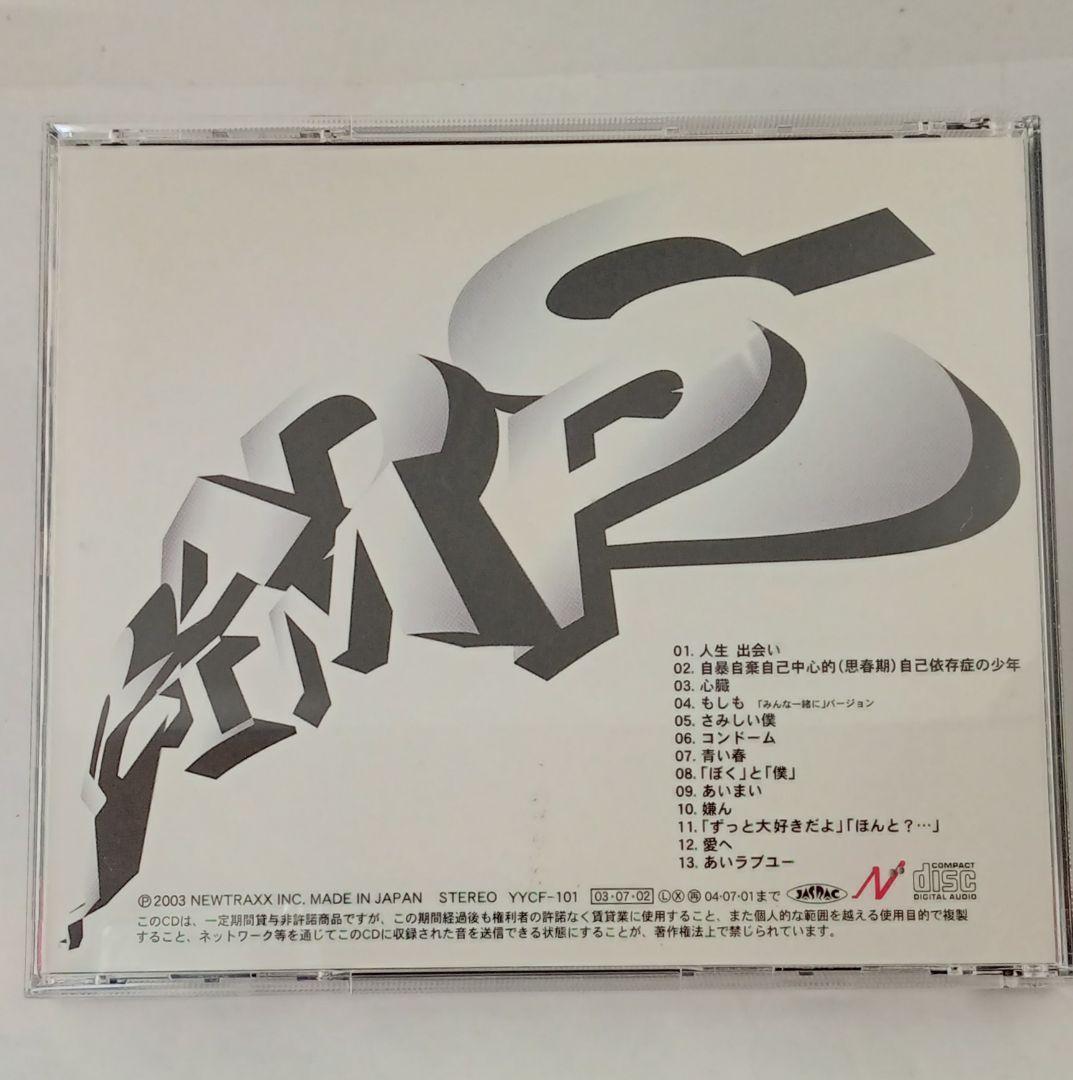 01. 人生 出会い
02. 自暴自棄自己中心的(思春期)自己依存症の少年
03. 心臓
04. もしも 「みんな一緒に」バージョン
05. さみしい僕
06. コンドーム
07. 青い春
08. 「ぼく」と「僕」
09. あいまい
10. 嫌ん
11. 「ずっと大好きだよ」「ほんと?…」
12. 愛へ
13. あいラブユー
Ⓟ2003 NEWTRAXX INC. MADE IN JAPAN STEREO YYCF-101 03・07・02 Ⓛ Ⓧ ㊢ 04・07・01まで JASRAC N COMPACT disc DIGITAL AUDIO
このCDは、一定期間貸与非許諾商品ですが、この期間経過後も権利者の許諾なく賃貸業に使用すること、また個人的な範囲を越える使用目的で複製
すること、ネットワーク等を通じてこのCDに収録された音を送信できる状態にすることが、著作権法上で禁じられています。